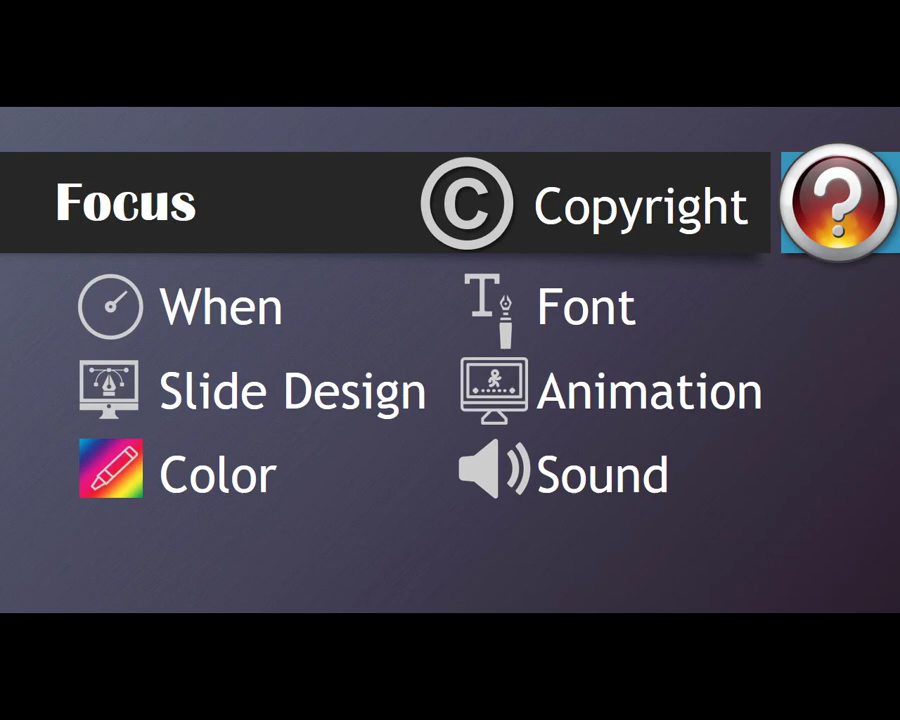 Focus
© Copyright
When
Font
Slide Design
Animation
Color
Sound